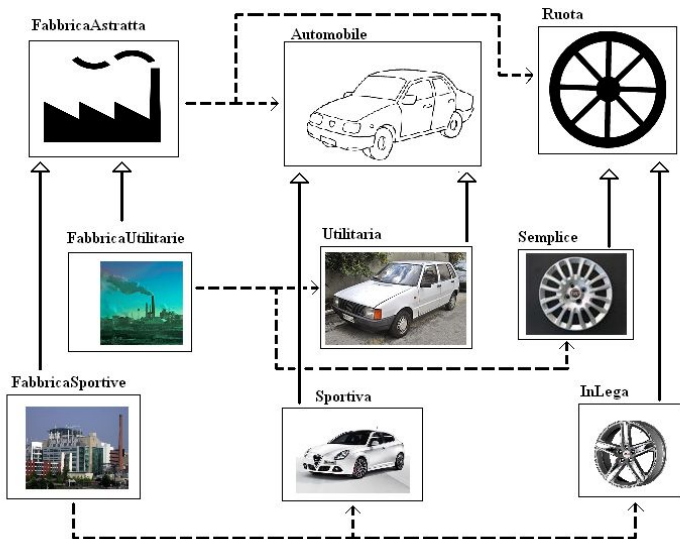 FabbricaAstratta
Automobile
Ruota
FabbricaUtilitarie
Utilitaria
Semplice
FabbricaSportive
Sportiva
InLega